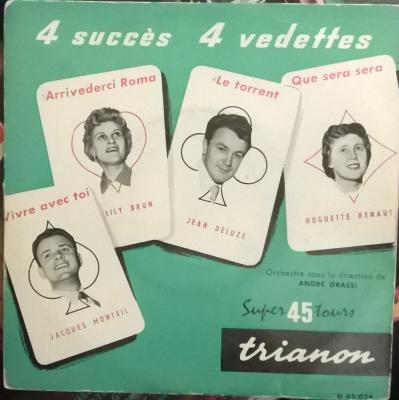 4 succès 4 vedettes
Arrivederci Roma
LILY BRUN
Le torrent
JEAN DELUZE
Que sera sera
HUGUETTE RENAUT
Vivre avec toi
JACQUES MONTEIL
Orchestre sous la direction de
ANDRÉ GRASSI
Super 45 tours
trianon